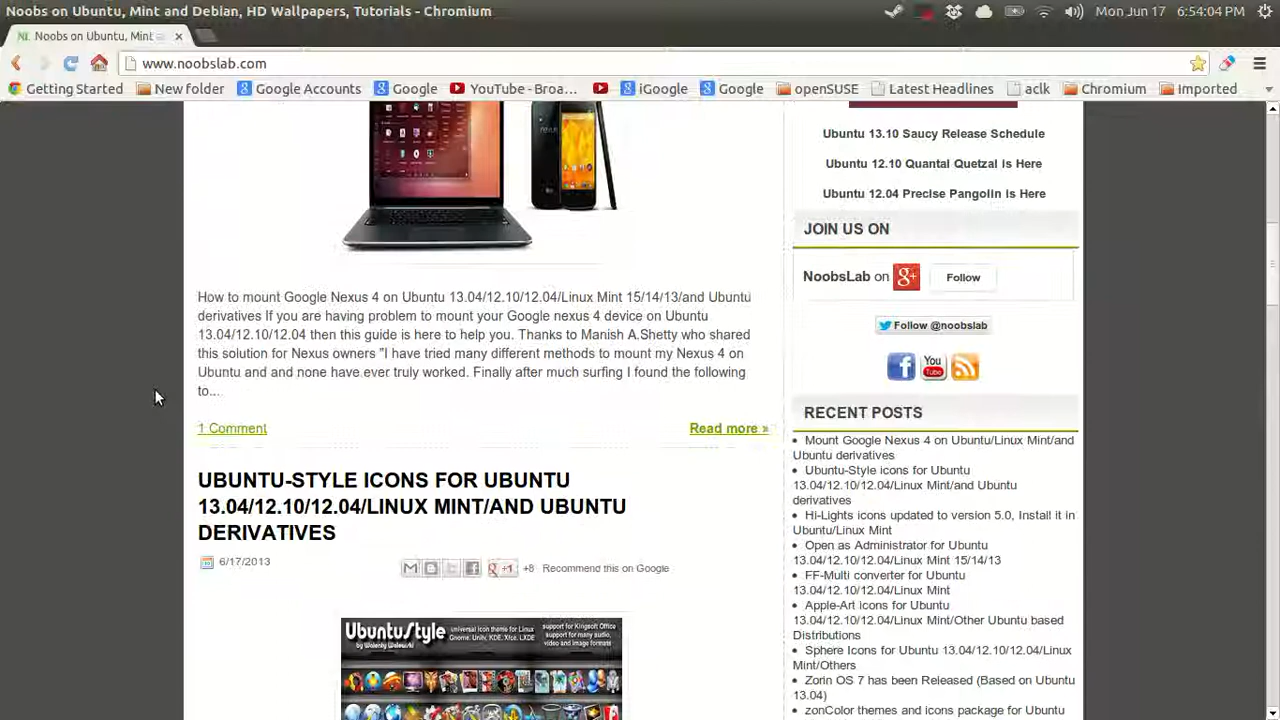 Noobs on Ubuntu, Mint and Debian, HD Wallpapers, Tutorials - Chromium
Mon Jun 17 6:54:04 PM
Noobs on Ubuntu, Mint
www.noobslab.com
Getting Started New folder Google Accounts Google YouTube - Broa... iGoogle Google openSUSE Latest Headlines aclk Chromium Imported
Ubuntu 13.10 Saucy Release Schedule
Ubuntu 12.10 Quantal Quetzal is Here
Ubuntu 12.04 Precise Pangolin is Here
JOIN US ON
NoobsLab on g+ Follow
Follow @noobslab
You
Tube
How to mount Google Nexus 4 on Ubuntu 13.04/12.10/12.04/Linux Mint 15/14/13/and Ubuntu
derivatives If you are having problem to mount your Google nexus 4 device on Ubuntu
13.04/12.10/12.04 then this guide is here to help you. Thanks to Manish A.Shetty who shared
this solution for Nexus owners "I have tried many different methods to mount my Nexus 4 on
Ubuntu and and none have ever truly worked. Finally after much surfing I found the following
to...
1 Comment
Read more »
UBUNTU-STYLE ICONS FOR UBUNTU
13.04/12.10/12.04/LINUX MINT/AND UBUNTU
DERIVATIVES
6/17/2013
+1 +8 Recommend this on Google
UbuntuStyle
universal icon theme for Linux
Gnome, Unity, KDE, Xfce, LXDE
support for Kingsoft Office
support for many audio,
video and image formats
RECENT POSTS
Mount Google Nexus 4 on Ubuntu/Linux Mint/and
Ubuntu derivatives
Ubuntu-Style icons for Ubuntu
13.04/12.10/12.04/Linux Mint/and Ubuntu
derivatives
Hi-Lights icons updated to version 5.0, Install it in
Ubuntu/Linux Mint
Open as Administrator for Ubuntu
13.04/12.10/12.04/Linux Mint 15/14/13
FF-Multi converter for Ubuntu
13.04/12.10/12.04/Linux Mint
Apple-Art icons for Ubuntu
13.04/12.10/12.04/Linux Mint/Other Ubuntu based
Distributions
Sphere Icons for Ubuntu 13.04/12.10/12.04/Linux
Mint/Others
Zorin OS 7 has been Released (Based on Ubuntu
13.04)
zonColor themes and icons package for Ubuntu